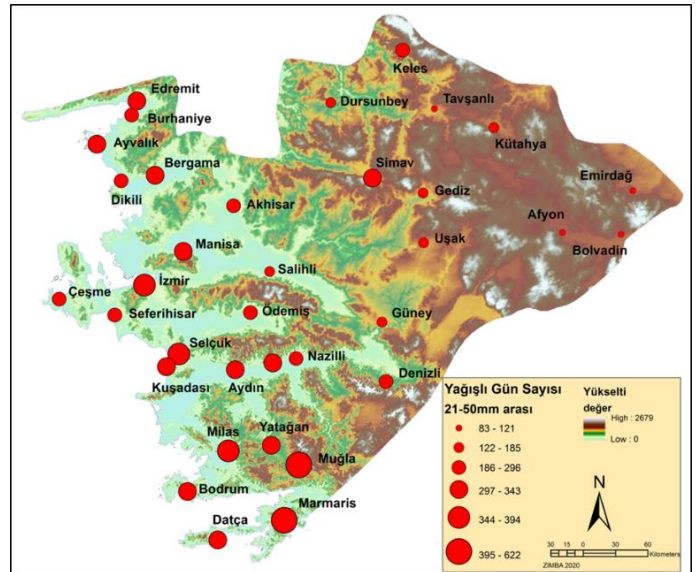 Keles
Edremit
Dursunbey
Tavşanlı
Burhaniye
Kütahya
Ayvalık
Bergama
Simav
Emirdağ
Dikili
Gediz
Akhisar
Afyon
Uşak
Bolvadin
Manisa
Salihli
İzmir
Çeşme
Seferihisar
Ödemiş
Güney
Selçuk
Nazilli
Kuşadası
Aydın
Denizli
Yatağan
Milas
Muğla
Bodrum
Marmaris
Datça
Yağışlı Gün Sayısı
21-50mm arası
83 - 121
122 - 185
186 - 296
297 - 343
344 - 394
395 - 622
Yükselti
değer
High : 2679
Low : 0
N
30 15 0 30 60
Kilometers
ZIMBA 2020